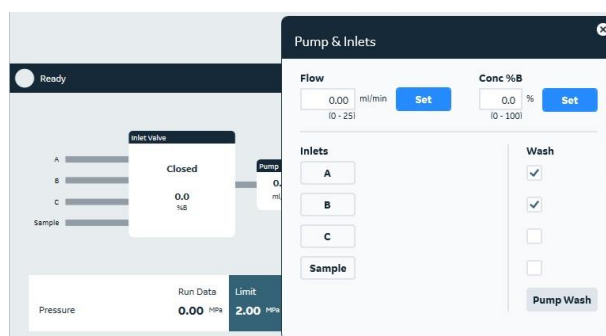 Ready
Inlet Valve
A
B
C
Sample
Closed
0.0
%B
Pump
0.
ml
Run Data
Limit
Pressure
0.00 MPa
2.00 MPa
Pump & Inlets
Flow
Conc %B
0.00 ml/min Set
0.0 % Set
(0 - 25)
(0 - 100)
Inlets
Wash
A
B
C
Sample
Pump Wash